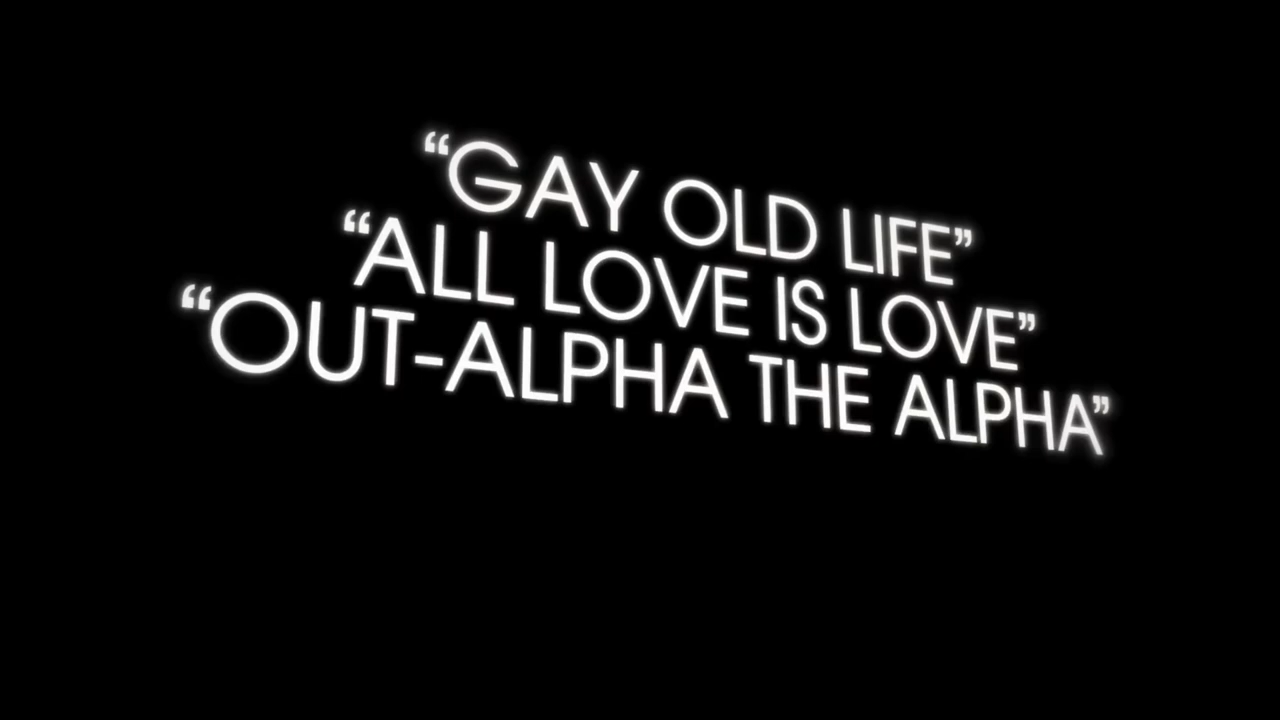 “GAY OLD LIFE”
“ALL LOVE IS LOVE”
“OUT-ALPHA THE ALPHA”